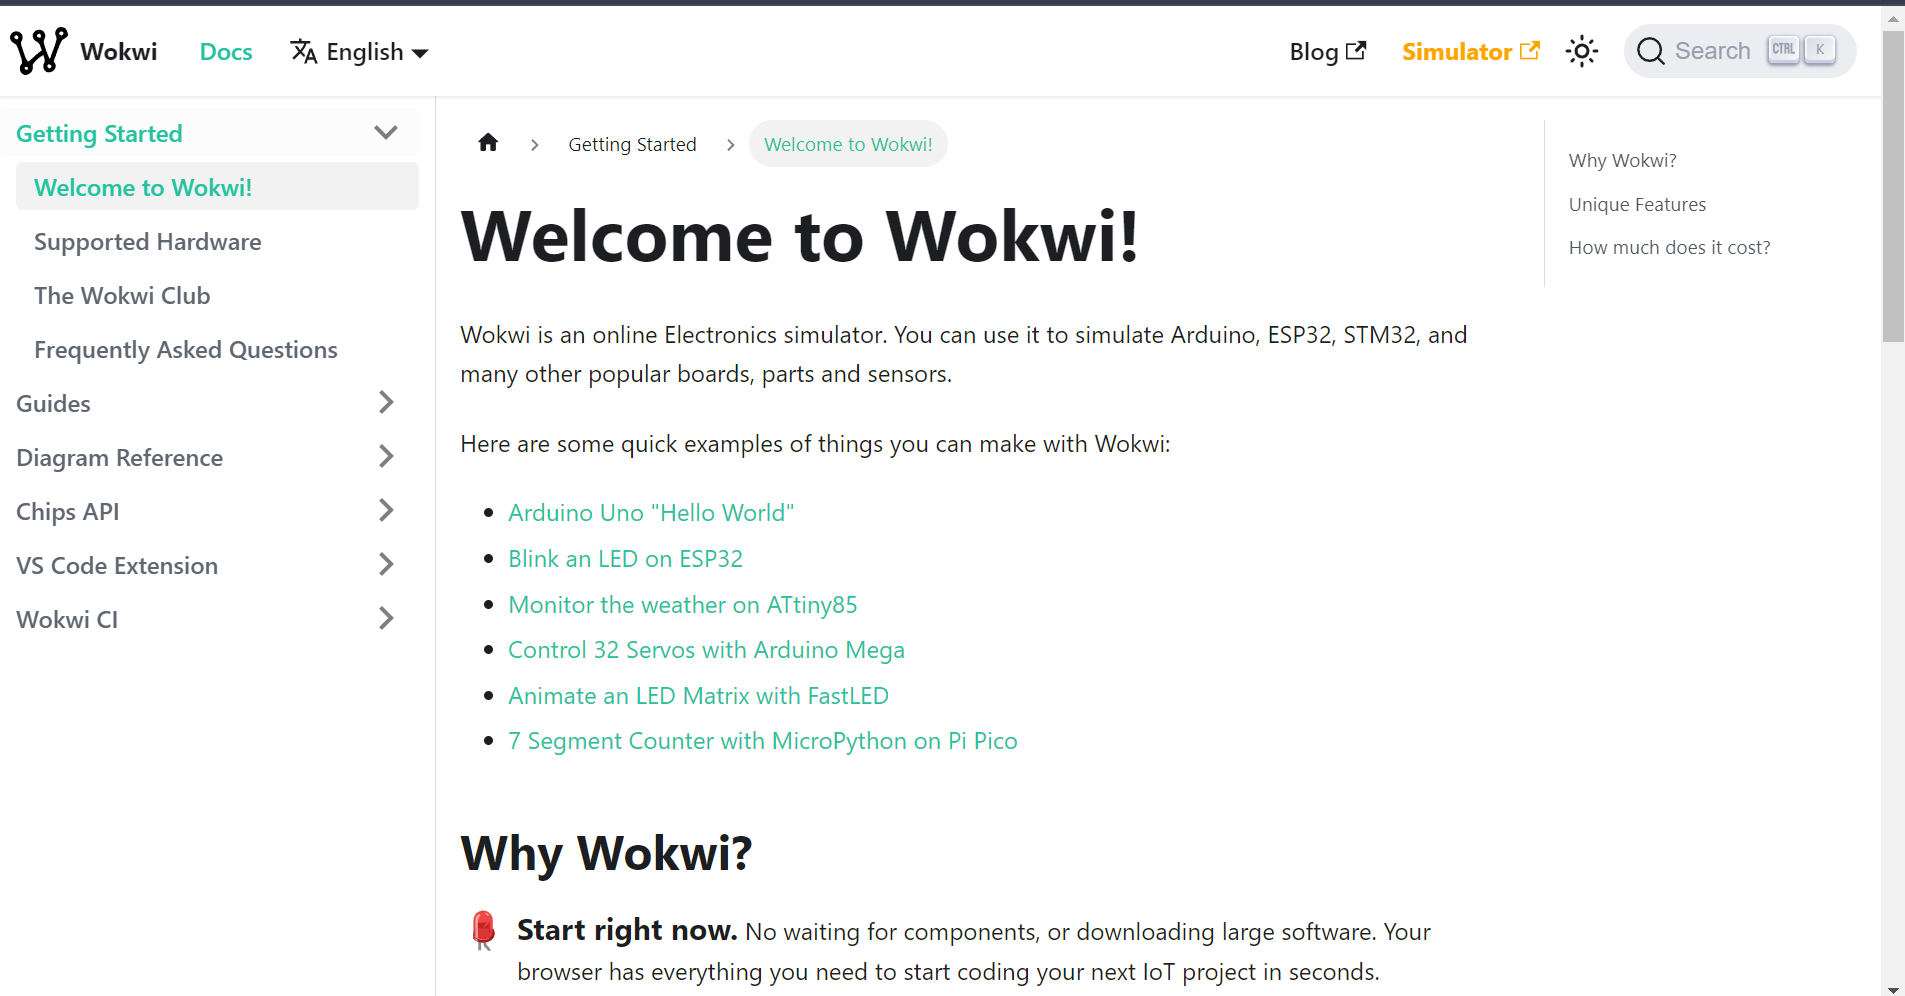 Wokwi
Docs
English
Blog
Simulator
Search
CTRL
K
Getting Started
Welcome to Wokwi!
Supported Hardware
The Wokwi Club
Frequently Asked Questions
Guides
Diagram Reference
Chips API
VS Code Extension
Wokwi CI
Getting Started
Welcome to Wokwi!
Welcome to Wokwi!
Wokwi is an online Electronics simulator. You can use it to simulate Arduino, ESP32, STM32, and
many other popular boards, parts and sensors.
Here are some quick examples of things you can make with Wokwi:
Arduino Uno "Hello World"
Blink an LED on ESP32
Monitor the weather on ATtiny85
Control 32 Servos with Arduino Mega
Animate an LED Matrix with FastLED
7 Segment Counter with MicroPython on Pi Pico
Why Wokwi?
Start right now. No waiting for components, or downloading large software. Your
browser has everything you need to start coding your next IoT project in seconds.
Why Wokwi?
Unique Features
How much does it cost?